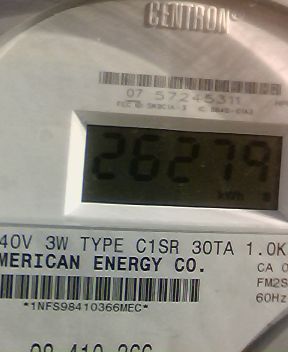 CENTRON®
07 57245311
26279
kWh
40V 3W TYPE C1SR 30TA 1.0K
MERICAN ENERGY CO.
CA 0
FM2S
60Hz
*1NFS98410366MEC*